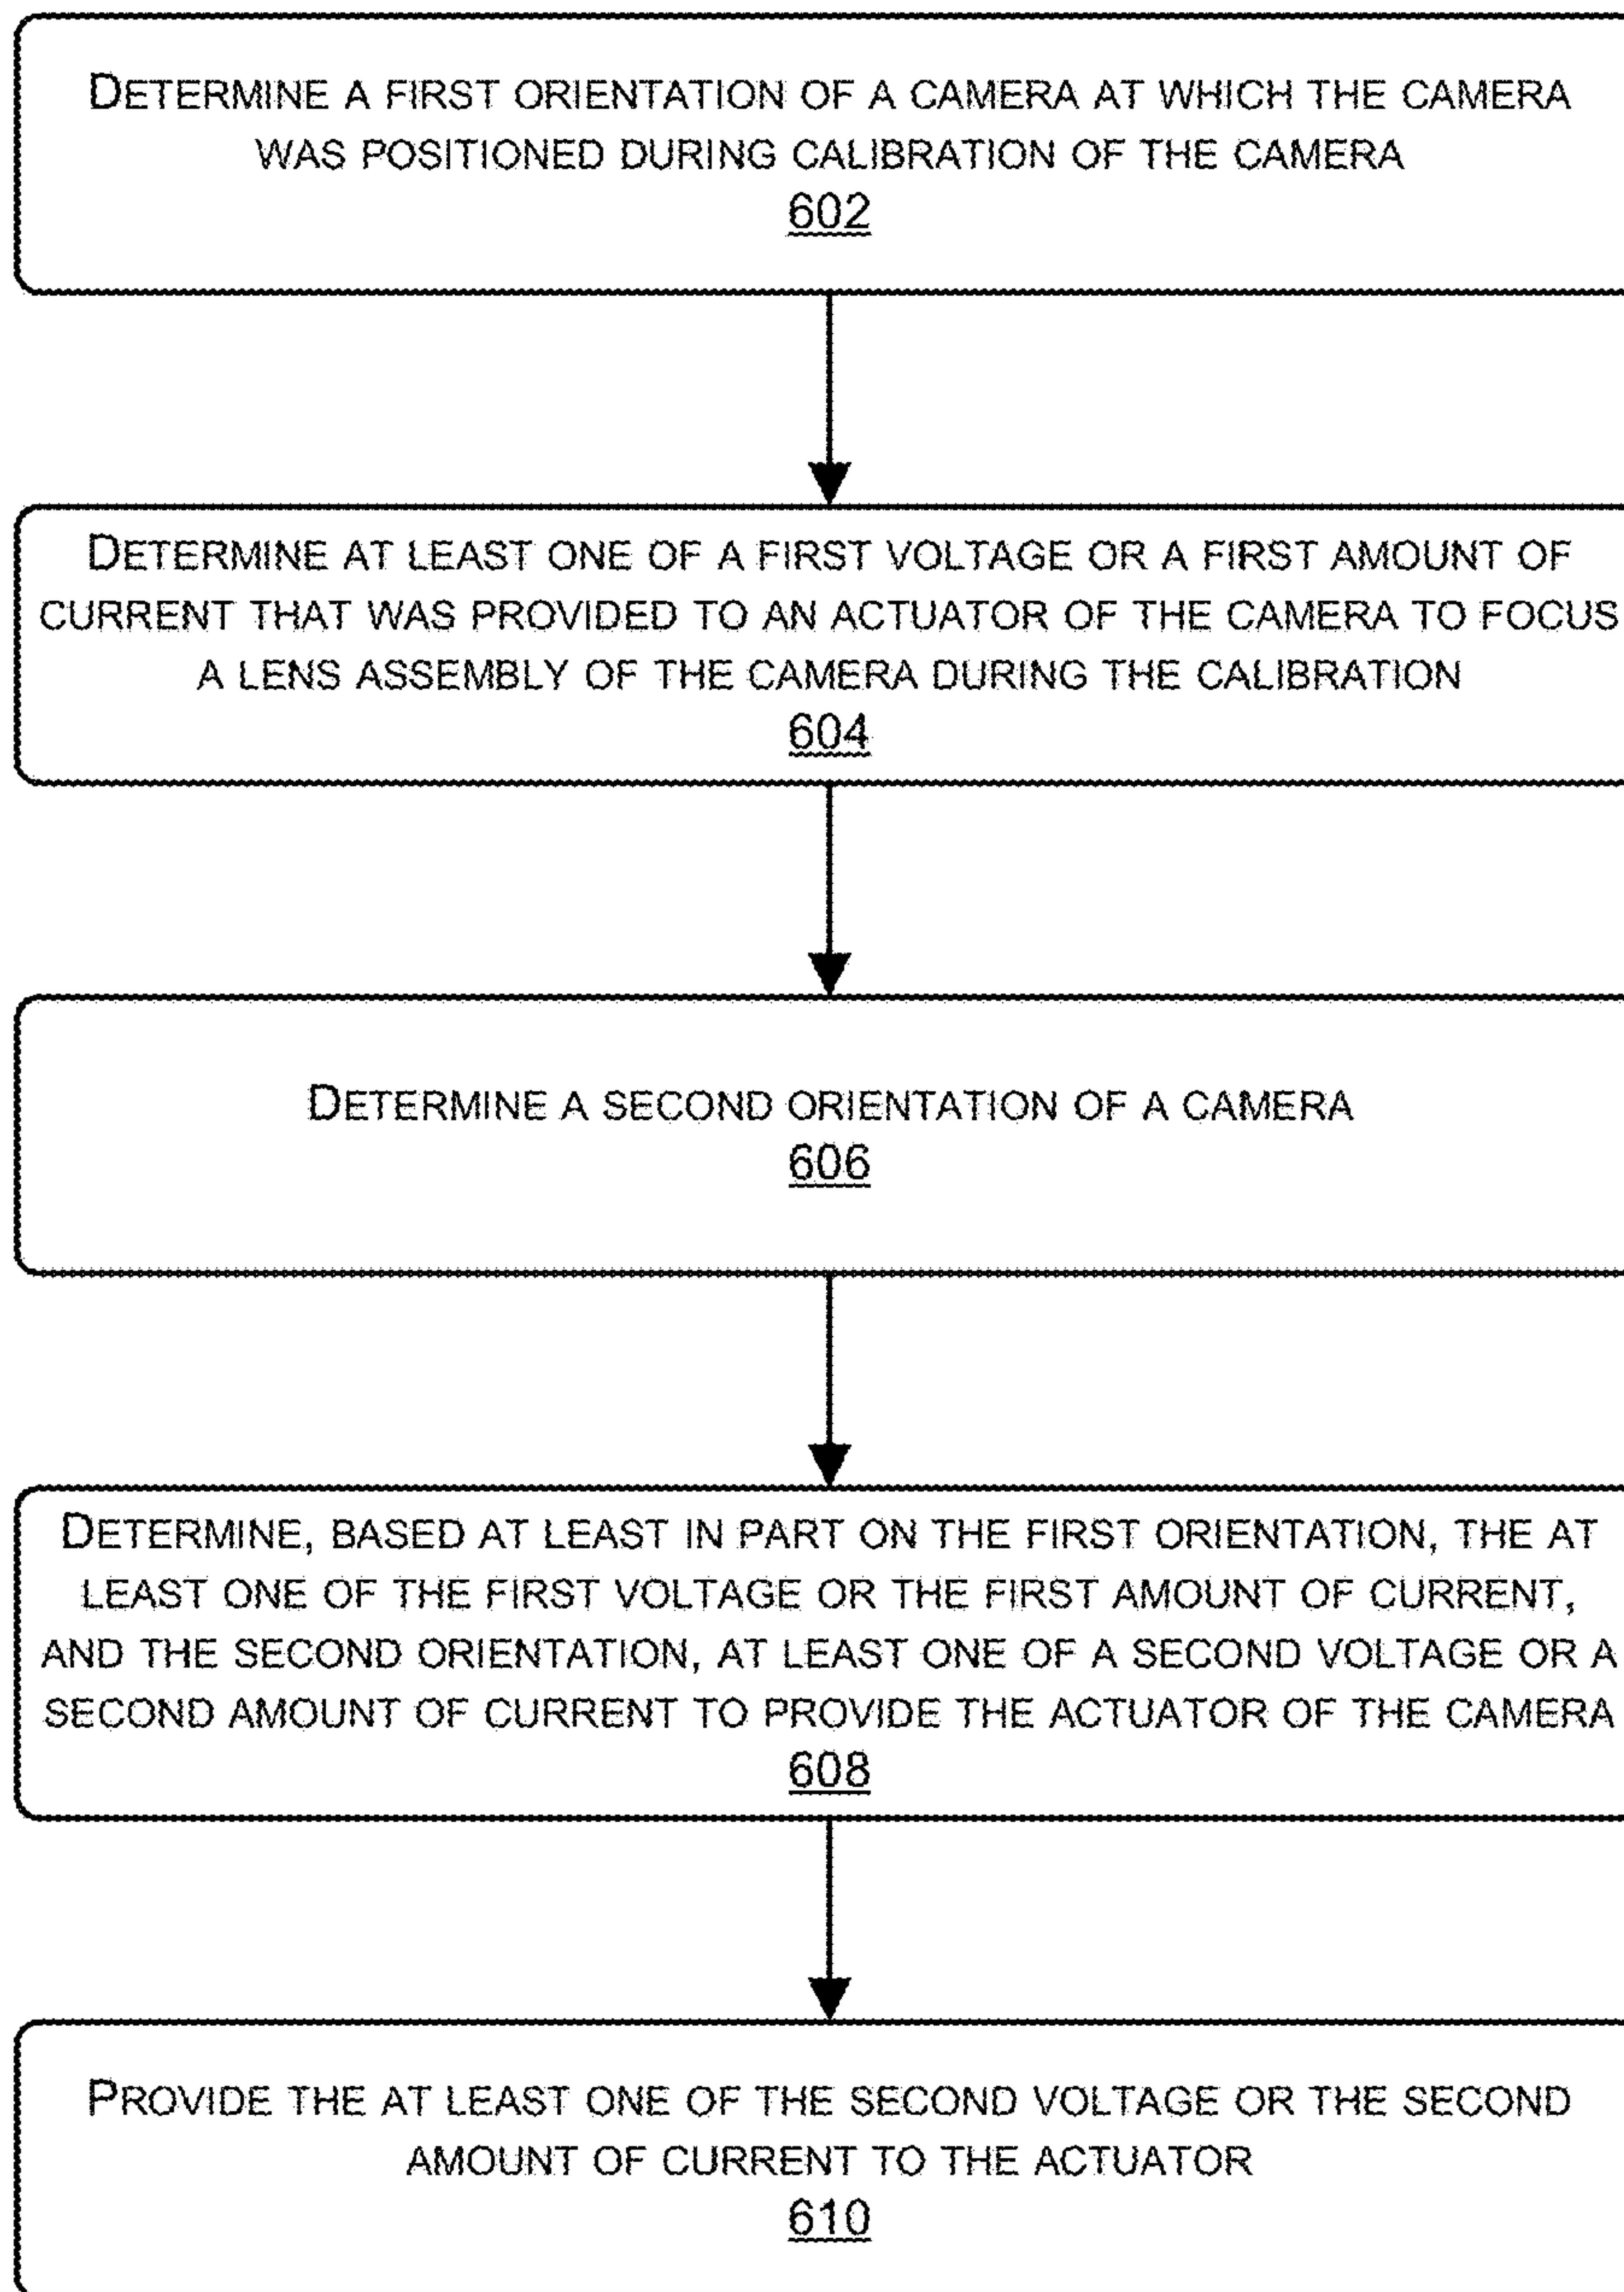 DETERMINE A FIRST ORIENTATION OF A CAMERA AT WHICH THE CAMERA
WAS POSITIONED DURING CALIBRATION OF THE CAMERA
602
DETERMINE AT LEAST ONE OF A FIRST VOLTAGE OR A FIRST AMOUNT OF
CURRENT THAT WAS PROVIDED TO AN ACTUATOR OF THE CAMERA TO FOCUS
A LENS ASSEMBLY OF THE CAMERA DURING THE CALIBRATION
604
DETERMINE A SECOND ORIENTATION OF A CAMERA
606
DETERMINE, BASED AT LEAST IN PART ON THE FIRST ORIENTATION, THE AT
LEAST ONE OF THE FIRST VOLTAGE OR THE FIRST AMOUNT OF CURRENT,
AND THE SECOND ORIENTATION, AT LEAST ONE OF A SECOND VOLTAGE OR A
SECOND AMOUNT OF CURRENT TO PROVIDE THE ACTUATOR OF THE CAMERA
608
PROVIDE THE AT LEAST ONE OF THE SECOND VOLTAGE OR THE SECOND
AMOUNT OF CURRENT TO THE ACTUATOR
610